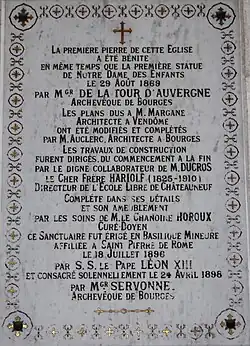 La première pierre de cette Eglise
a été bénite
en même temps que la première statue
de Notre Dame des Enfants
le 29 Août 1869
par Mgr DE LA TOUR D'AUVERGNE
Archevêque de Bourges
Les plans dus a M. Margane
Architecte a Vendôme
ont été modifiés et complétés
par M. Auclerc, Architecte à Bourges
Les travaux de construction
furent dirigés, du commencement a la fin
par le digne collaborateur de M. DUCROS
le Cher Frère HARIOLF (1825-1910)
Directeur de l'Ecole Libre de Châteauneuf
Complété dans ses détails
et son ameublement
par les soins de M. le Chanoine HOROUX
Curé-Doyen
ce Sanctuaire fut érigé en Basilique Mineure
affiliée a Saint Pierre de Rome
le 18 Juillet 1896
par S. S. le Pape LÉON XIII
et consacré solennellement le 24 Avril 1898
par Mgr SERVONNE.
Archevêque de Bourges